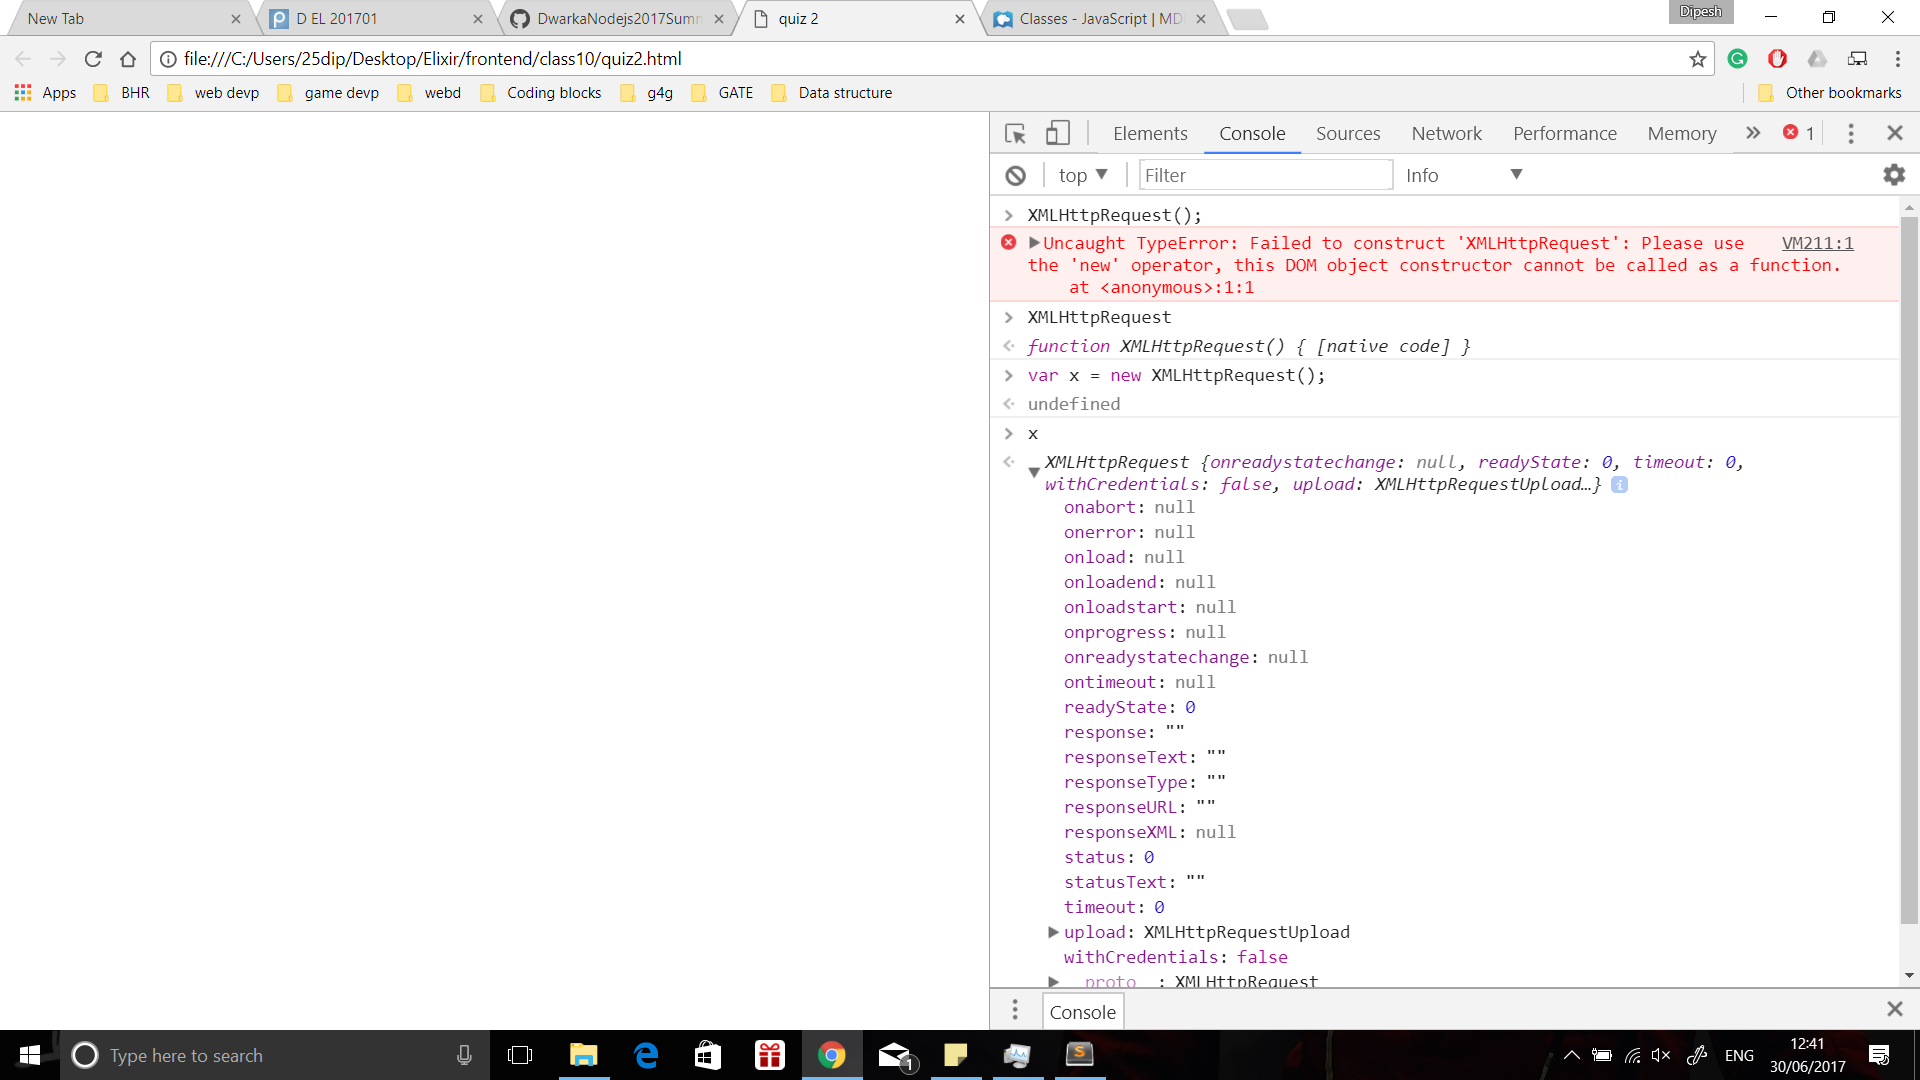 New Tab
D EL 201701
DwarkaNodejs2017Summ
quiz 2
Classes - JavaScript | MD
Dipesh
file:///C:/Users/25dip/Desktop/Elixir/frontend/class10/quiz2.html
Apps
BHR
web devp
game devp
webd
Coding blocks
g4g
GATE
Data structure
Other bookmarks
Elements
Console
Sources
Network
Performance
Memory
1
top
Filter
Info
XMLHttpRequest();
Uncaught TypeError: Failed to construct 'XMLHttpRequest': Please use VM211:1
the 'new' operator, this DOM object constructor cannot be called as a function.
at <anonymous>:1:1
XMLHttpRequest
function XMLHttpRequest() { [native code] }
var x = new XMLHttpRequest();
undefined
x
XMLHttpRequest {onreadystatechange: null, readyState: 0, timeout: 0,
withCredentials: false, upload: XMLHttpRequestUpload…}
onabort: null
onerror: null
onload: null
onloadend: null
onloadstart: null
onprogress: null
onreadystatechange: null
ontimeout: null
readyState: 0
response: ""
responseText: ""
responseType: ""
responseURL: ""
responseXML: null
status: 0
statusText: ""
timeout: 0
upload: XMLHttpRequestUpload
withCredentials: false
__proto__: XMLHttpRequest
Console
Type here to search
1
ENG
12:41
30/06/2017